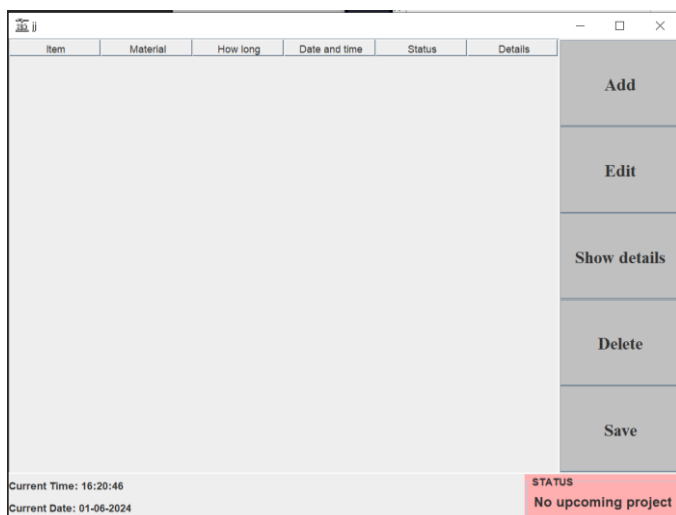 jj
Item Material How long Date and time Status Details
Add
Edit
Show details
Delete
Save
Current Time: 16:20:46
Current Date: 01-06-2024
STATUS
No upcoming project